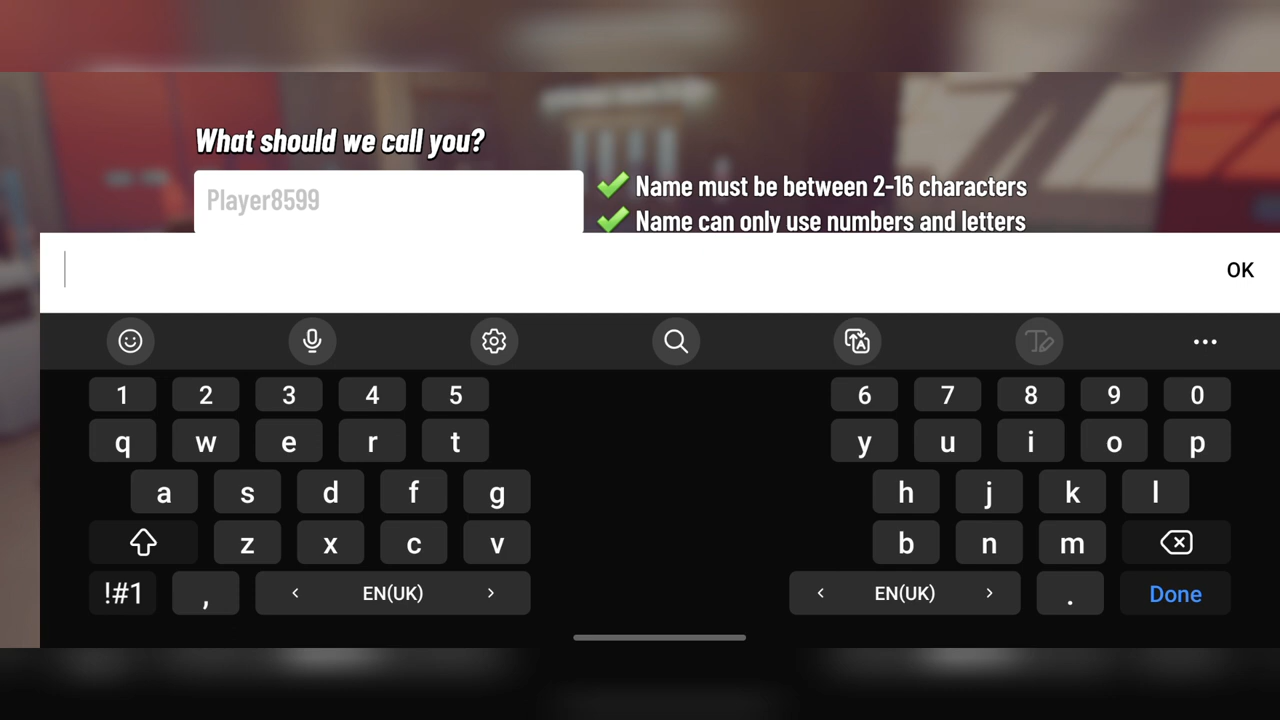 What should we call you?
Player8599
Name must be between 2-16 characters
Name can only use numbers and letters
OK
1 2 3 4 5 6 7 8 9 0
q w e r t y u i o p
a s d f g h j k l
z x c v b n m
!#1 , < EN(UK) > < EN(UK) > . Done